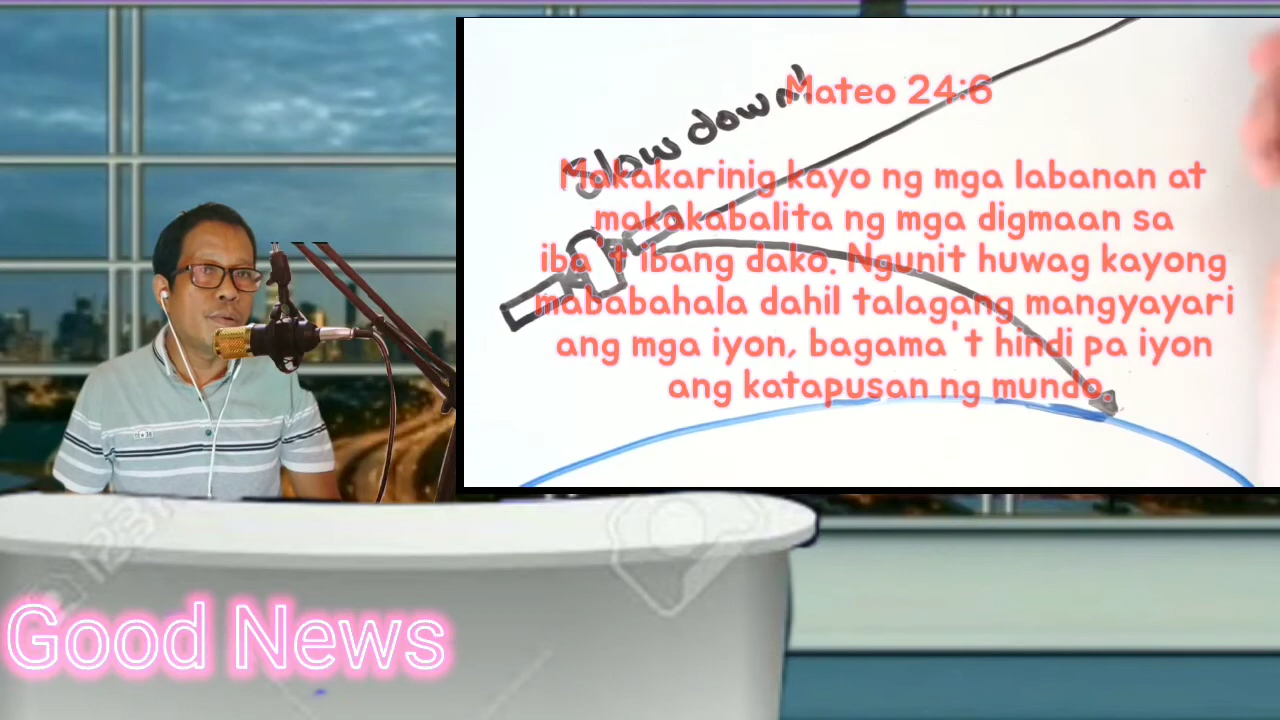 Mateo 24:6
Slow down!
Makakarinig kayo ng mga labanan at
makakabalita ng mga digmaan sa
iba't ibang dako. Ngunit huwag kayong
mababahala dahil talagang mangyayari
ang mga iyon, bagama't hindi pa iyon
ang katapusan ng mundo.
Good News